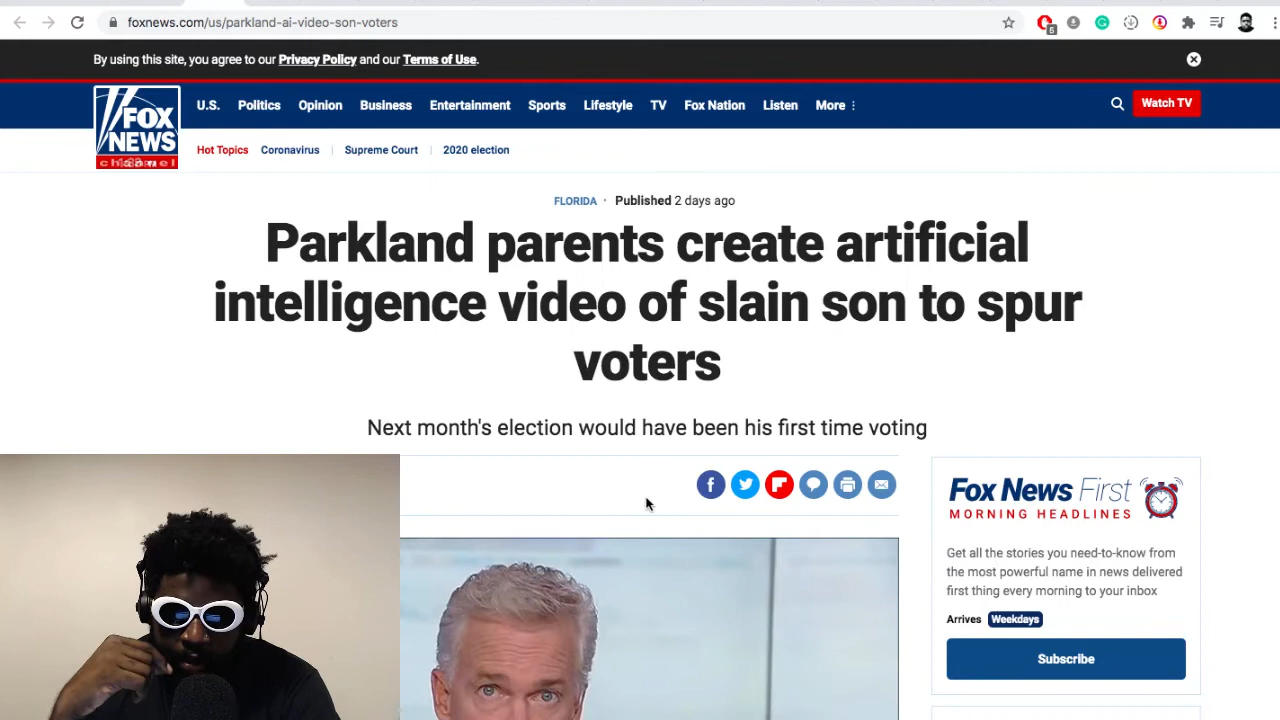 foxnews.com/us/parkland-ai-video-son-voters
5
By using this site, you agree to our Privacy Policy and our Terms of Use.
FOX
NEWS
channel
U.S. Politics Opinion Business Entertainment Sports Lifestyle TV Fox Nation Listen More
Watch TV
Hot Topics Coronavirus Supreme Court 2020 election
FLORIDA · Published 2 days ago
Parkland parents create artificial
intelligence video of slain son to spur
voters
Next month's election would have been his first time voting
Fox News First
MORNING HEADLINES
Get all the stories you need-to-know from
the most powerful name in news delivered
first thing every morning to your inbox
Arrives Weekdays
Subscribe